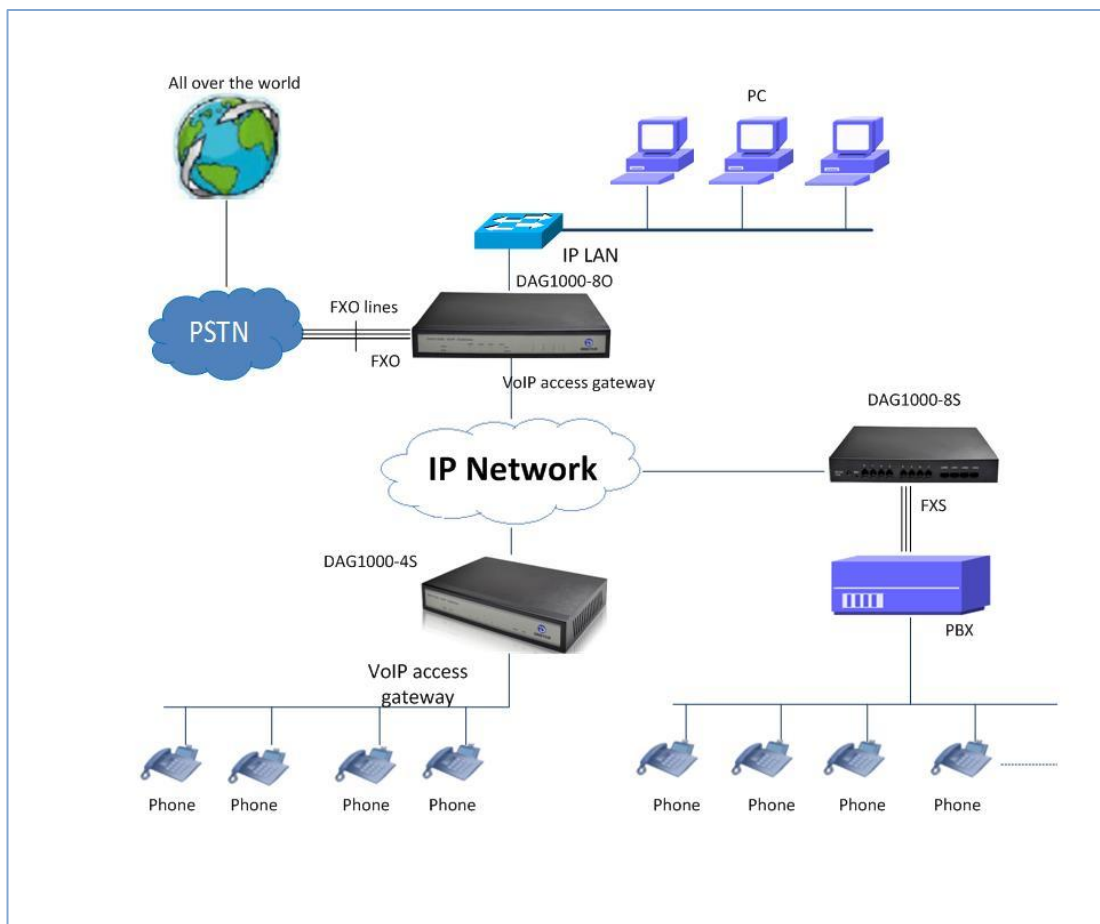 All over the world
PC
IP LAN
DAG1000-8O
FXO lines
PSTN
FXO
VoIP access gateway
DAG1000-8S
IP Network
FXS
DAG1000-4S
PBX
VoIP access
gateway
Phone
Phone
Phone
Phone
Phone
Phone
Phone
Phone